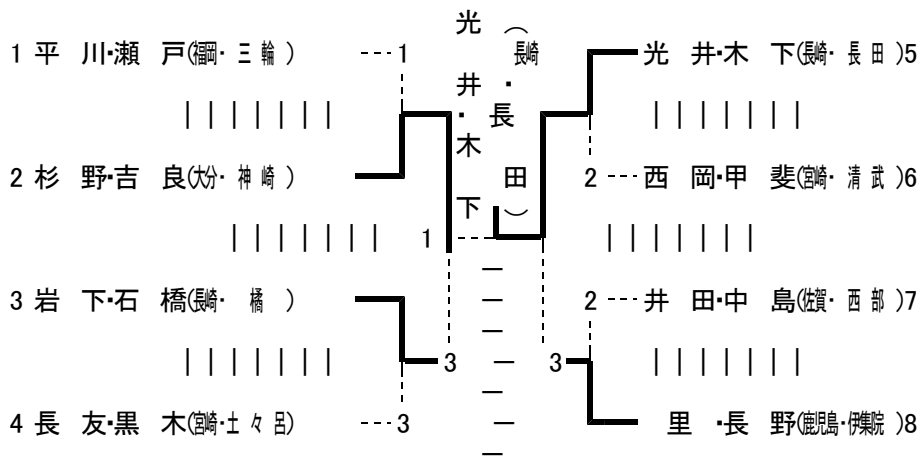 光井・木下
（長崎・長田）
1 平 川・瀬 戸(福岡・三輪) 1
光 井・木 下(長崎・長田)5
2 杉 野・吉 良(大分・神崎)
2 西 岡・甲 斐(宮崎・清武)6
1
3 岩 下・石 橋(長崎・橘)
2 井 田・中 島(佐賀・西部)7
3
3
4 長 友・黒 木(宮崎・土々呂) 3
里 ・長 野(鹿児島・伊集院)8